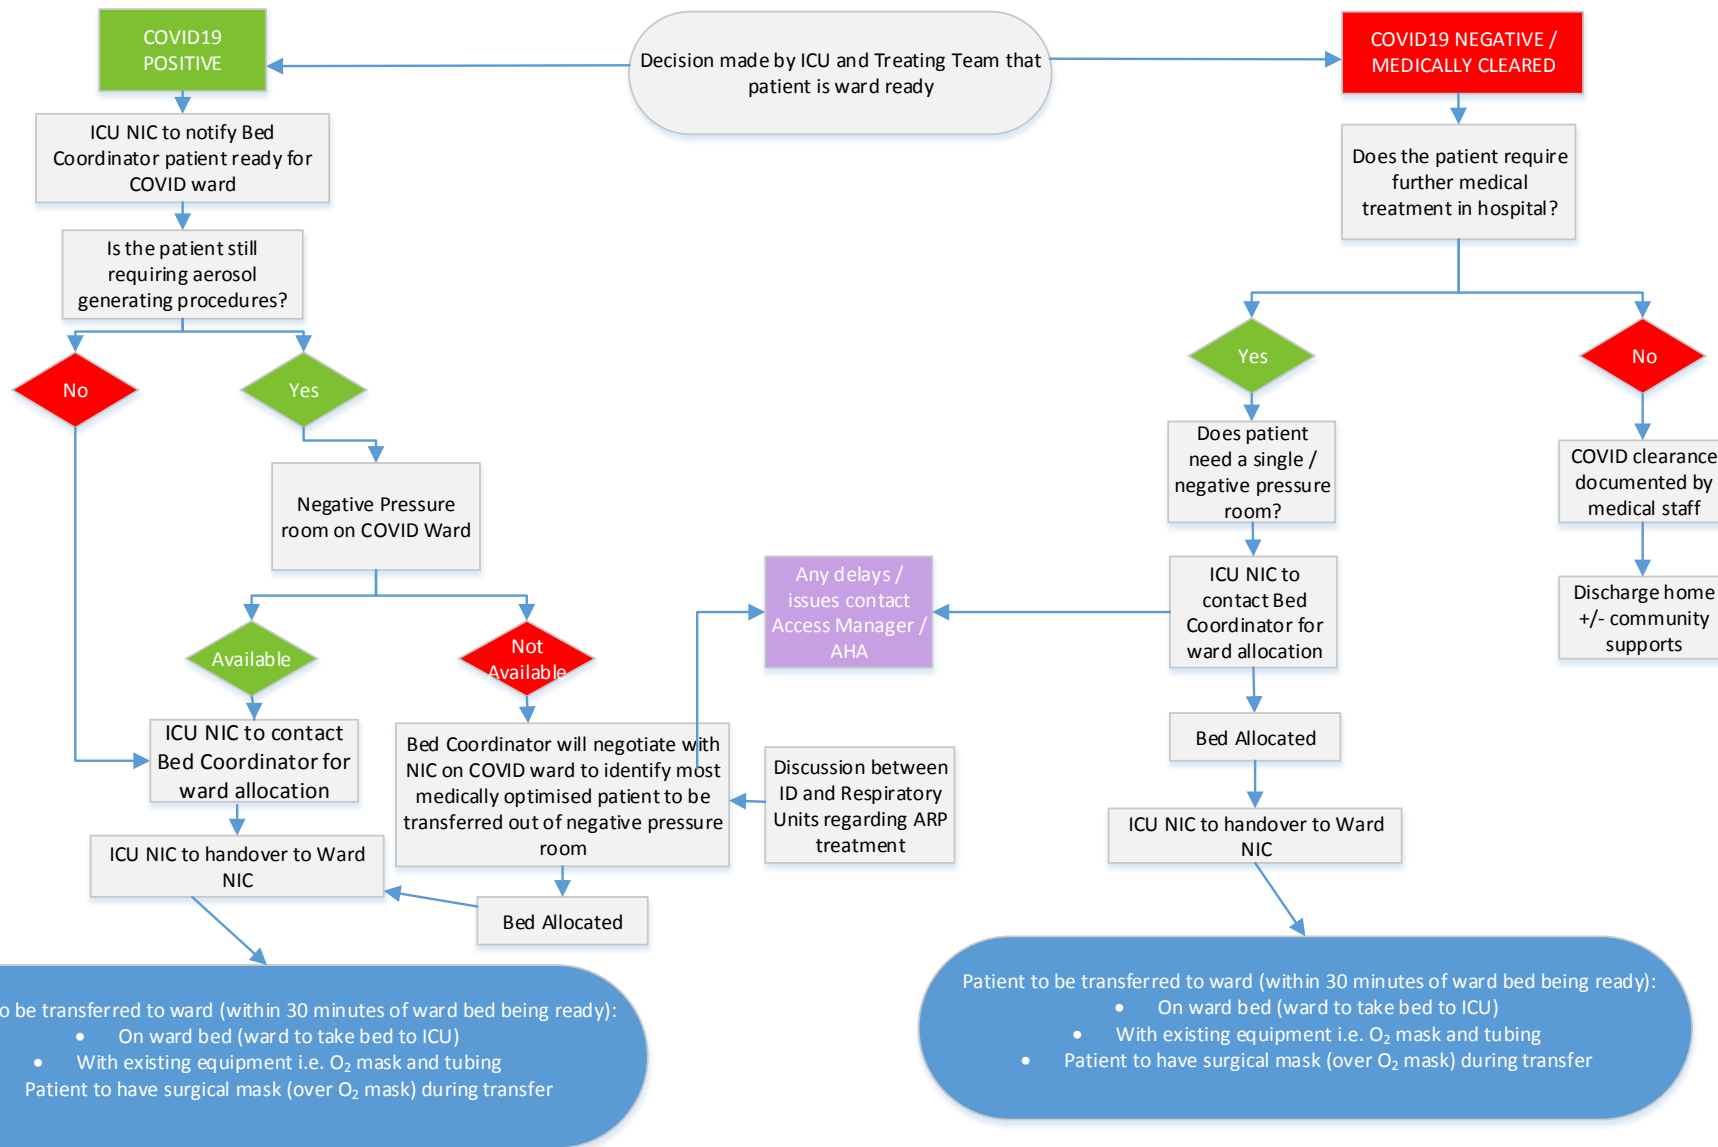 Decision made by ICU and Treating Team that
patient is ward ready
COVID19
POSITIVE
ICU NIC to notify Bed
Coordinator patient ready for
COVID ward
Is the patient still
requiring aerosol
generating procedures?
No
Yes
Negative Pressure
room on COVID Ward
Available
Not
Available
ICU NIC to contact
Bed Coordinator for
ward allocation
Bed Coordinator will negotiate with
NIC on COVID ward to identify most
medically optimised patient to be
transferred out of negative pressure
room
Discussion between
ID and Respiratory
Units regarding ARP
treatment
Bed Allocated
ICU NIC to handover to Ward
NIC
o be transferred to ward (within 30 minutes of ward bed being ready):
• On ward bed (ward to take bed to ICU)
• With existing equipment i.e. O₂ mask and tubing
Patient to have surgical mask (over O₂ mask) during transfer
Any delays /
issues contact
Access Manager /
AHA
COVID19 NEGATIVE /
MEDICALLY CLEARED
Does the patient require
further medical
treatment in hospital?
Yes
No
Does patient
need a single /
negative pressure
room?
ICU NIC to
contact Bed
Coordinator for
ward allocation
Bed Allocated
ICU NIC to handover to Ward
NIC
Patient to be transferred to ward (within 30 minutes of ward bed being ready):
• On ward bed (ward to take bed to ICU)
• With existing equipment i.e. O₂ mask and tubing
• Patient to have surgical mask (over O₂ mask) during transfer
COVID clearance
documented by
medical staff
Discharge home
+/- community
supports